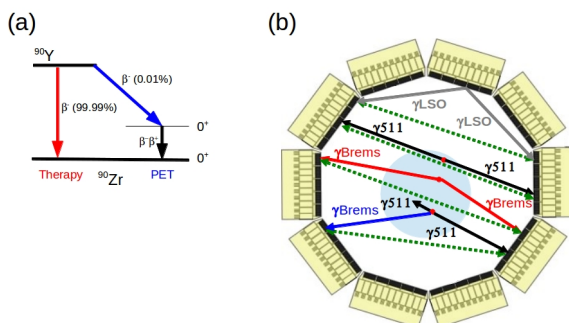 (a)
⁹⁰Y
β⁻ (0.01%)
β⁻ (99.99%)
0⁺
β⁻β⁺
0⁺
Therapy
⁹⁰Zr
PET
(b)
γLSO
γLSO
γ511
γBrems
γ511
γ511
γBrems
γBrems
γ511